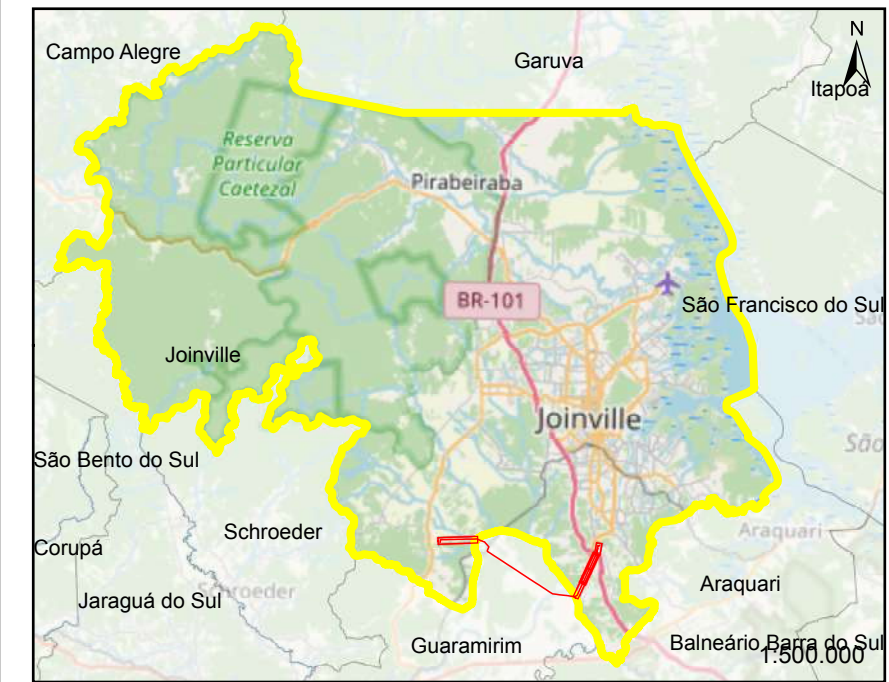 N
Campo Alegre
Garuva
Itapoá
Reserva
Particular
Caetezal
Pirabeiraba
BR-101
São Francisco do Sul
São
Joinville
Joinville
São
São Bento do Sul
Schroeder
Araquari
Corupá
Schroeder
Araquari
Jaraguá do Sul
Guaramirim
Balneário Barra do Sul
1:500.000